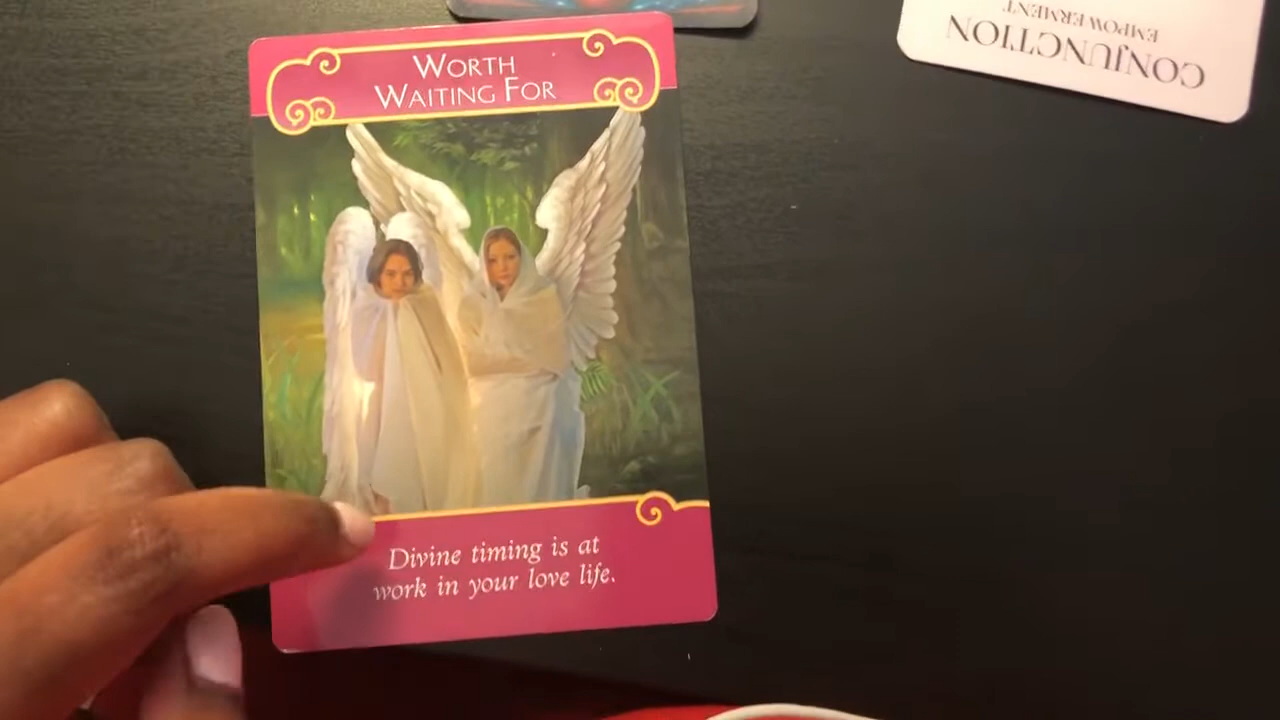 WORTH
WAITING FOR
Divine timing is at
work in your love life.
CONJUNCTION
EMPOWERMENT